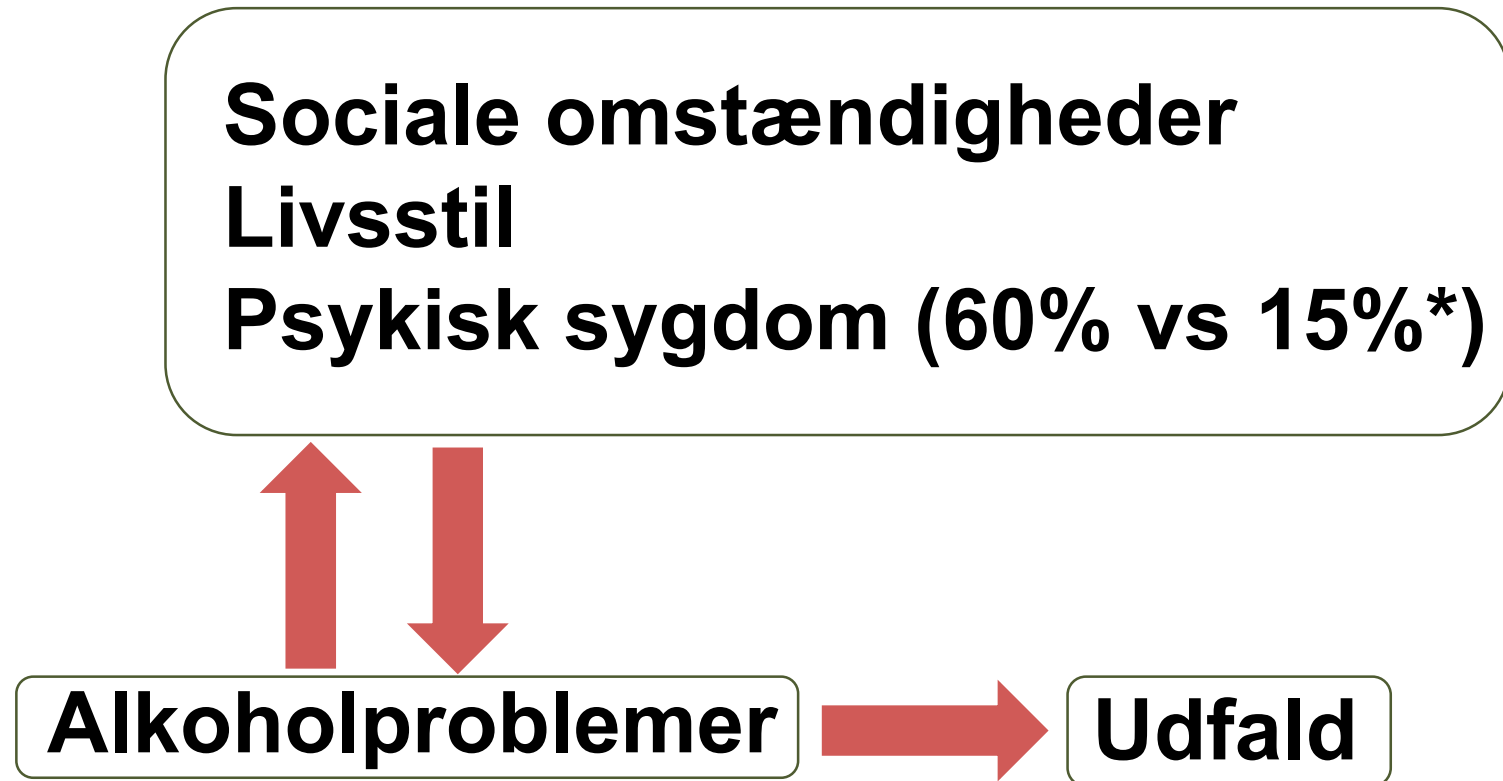 Sociale omstændigheder
Livsstil
Psykisk sygdom (60% vs 15%*)
Alkoholproblemer
Udfald